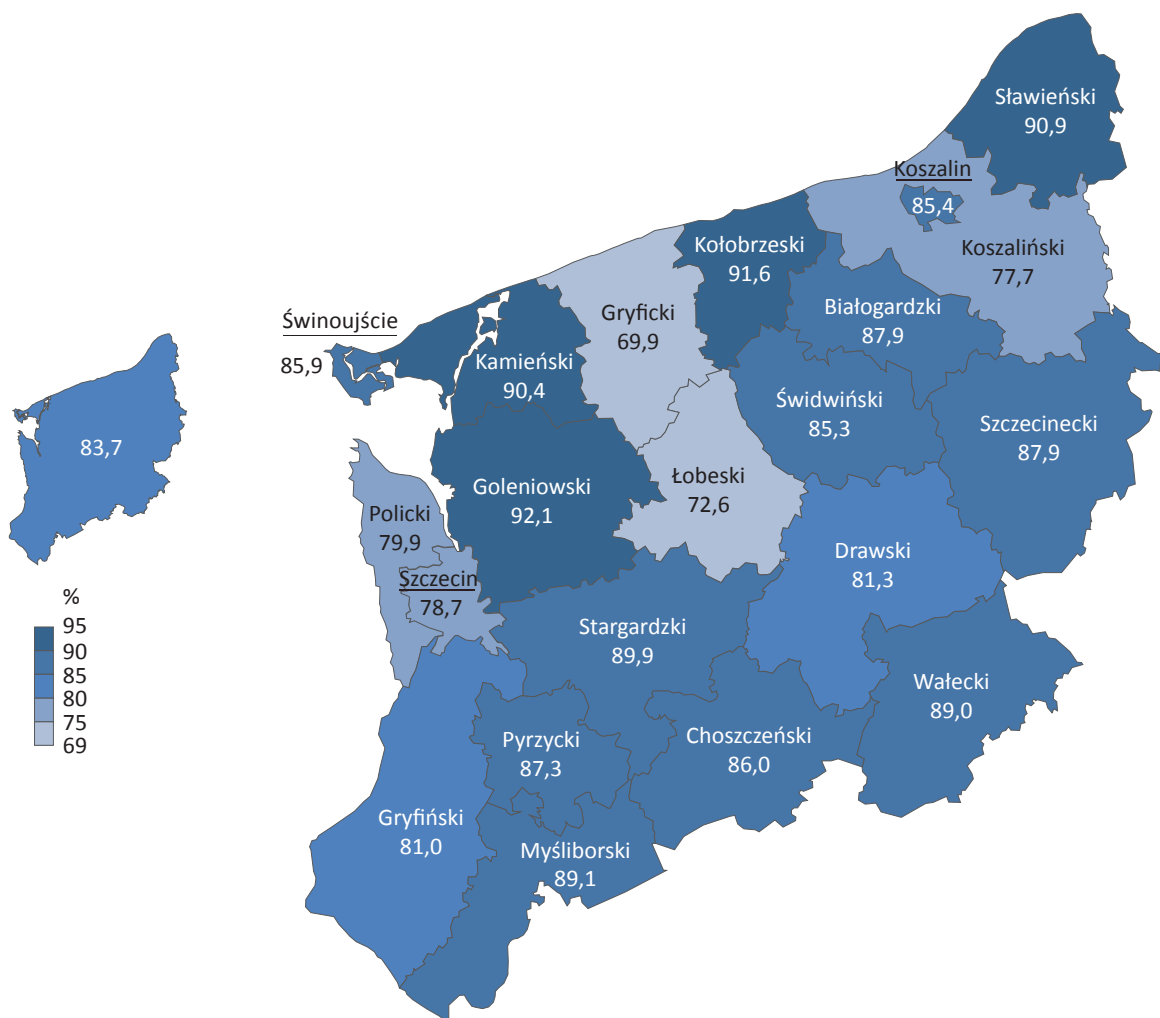 Sławieński
90,9
Koszalin
85,4
Koszaliński
77,7
Kołobrzeski
91,6
Białogardzki
87,9
Gryficki
69,9
Świnoujście
85,9
Kamieński
90,4
Świdwiński
85,3
Szczecinecki
87,9
83,7
Goleniowski
92,1
Łobeski
72,6
Policki
79,9
Szczecin
78,7
Drawski
81,3
Stargardzki
89,9
Wałecki
89,0
Choszczeński
86,0
Pyrzycki
87,3
Gryfiński
81,0
Myśliborski
89,1
%
95
90
85
80
75
69